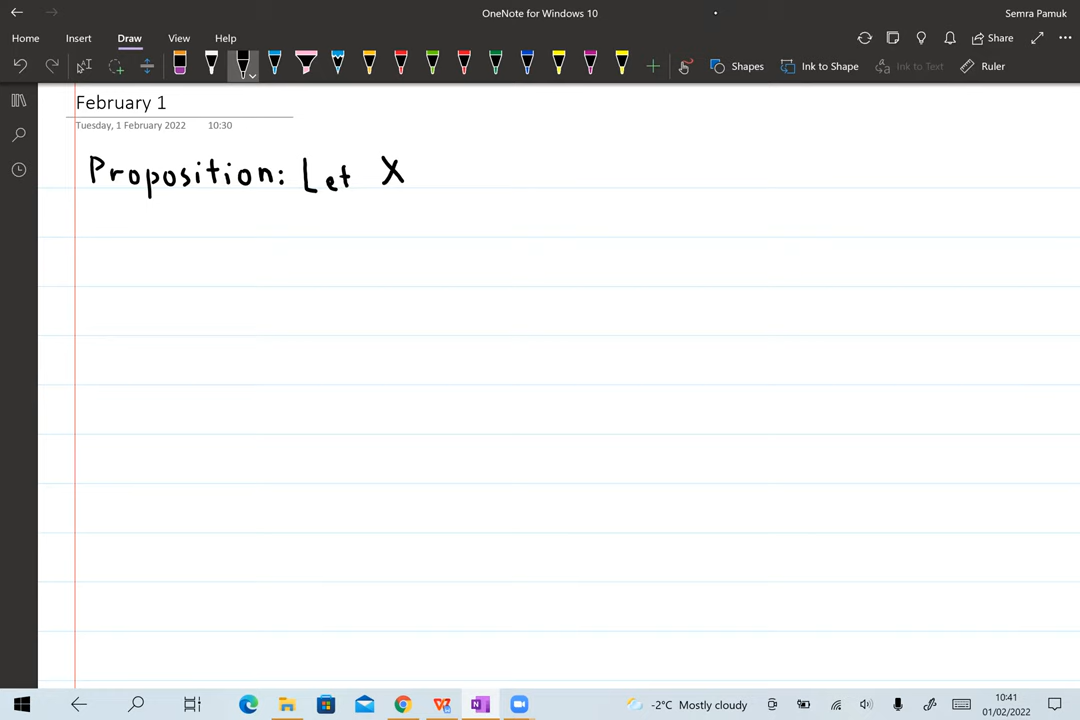 OneNote for Windows 10
Semra Pamuk
Home Insert Draw View Help
Share
Shapes Ink to Shape Ink to Text Ruler
February 1
Tuesday, 1 February 2022 10:30
Proposition: Let X
-2°C Mostly cloudy
10:41
01/02/2022